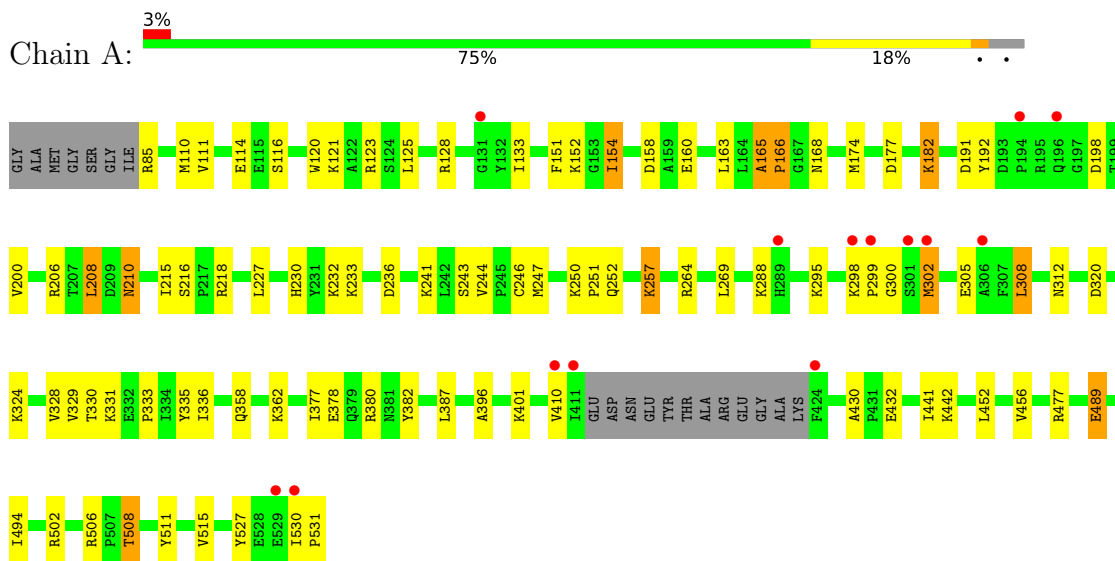 3%
Chain A:
75% 18% • •
GLY ALA MET GLY SER GLY ILE R85 M110 V111 E114 E115 S116 W120 K121 A122 R123 S124 L125 R128 G131 Y132 I133 F151 K152 G153 I154 D158 A159 E160 L163 L164 A165 P166 G167 N168 M174 D177 K182 D191 Y192 D193 P194 R195 Q196 G197 D198 T199
V200 R206 T207 L208 D209 N210 I215 S216 P217 R218 L227 H230 Y231 K232 K233 D236 K241 L242 S243 V244 P245 C246 M247 K250 P251 Q252 K257 R264 L269 K288 H289 K295 K298 P299 G300 S301 M302 E305 A306 F307 L308 N312 D320
K324 V328 V329 T330 K331 E332 P333 I334 Y335 I336 Q358 K362 I377 E378 Q379 R380 N381 Y382 L387 A396 K401 V410 I411 GLU ASP ASN GLU TYR THR ALA ARG GLU GLY ALA LYS F424 A430 P431 E432 I441 K442 L452 V456 R477 E489
I494 R502 R506 P507 T508 Y511 V515 Y527 E528 E529 I530 P531